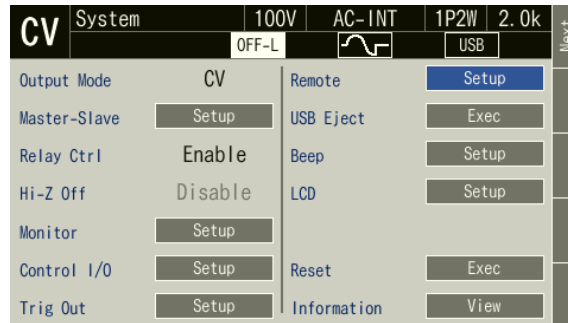 CV System 100V AC-INT 1P2W 2.0k
OFF-L USB
Next
Output Mode CV Remote Setup
Master-Slave Setup USB Eject Exec
Relay Ctrl Enable Beep Setup
Hi-Z Off Disable LCD Setup
Monitor Setup
Control I/O Setup Reset Exec
Trig Out Setup Information View